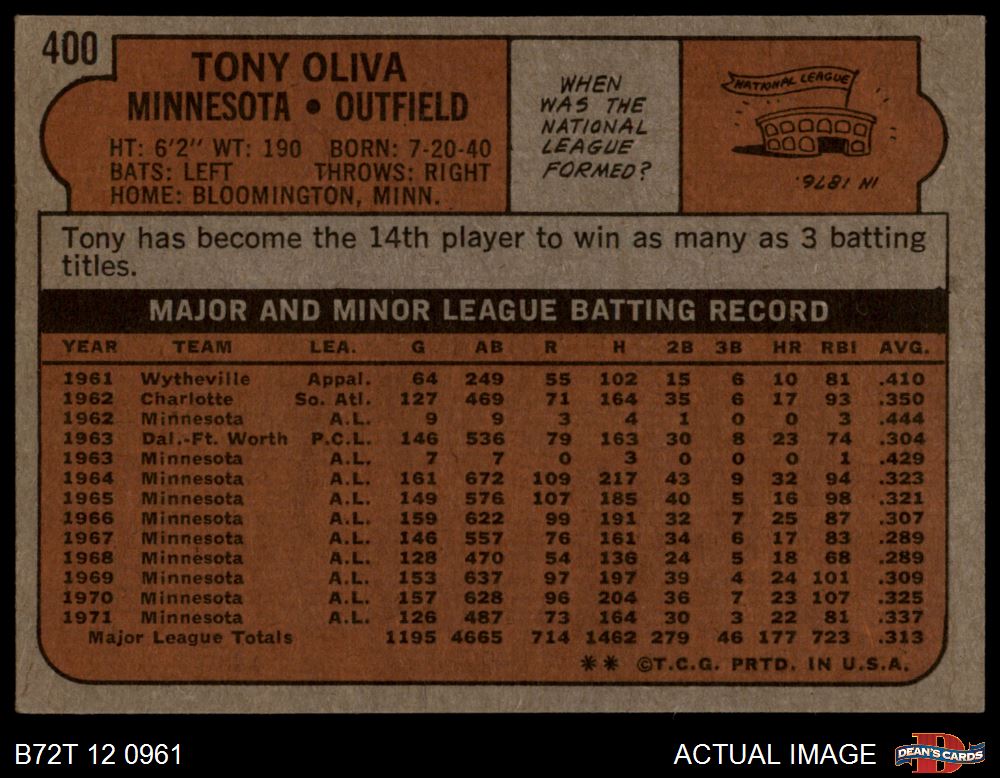 400
TONY OLIVA
MINNESOTA • OUTFIELD
HT: 6'2" WT: 190 BORN: 7-20-40
BATS: LEFT THROWS: RIGHT
HOME: BLOOMINGTON, MINN.
WHEN
WAS THE
NATIONAL
LEAGUE
FORMED?
NATIONAL LEAGUE
IN 1876.
Tony has become the 14th player to win as many as 3 batting
titles.
MAJOR AND MINOR LEAGUE BATTING RECORD
YEAR TEAM LEA. G AB R H 2B 3B HR RBI AVG.
1961 Wytheville Appal. 64 249 55 102 15 6 10 81 .410
1962 Charlotte So. Atl. 127 469 71 164 35 6 17 93 .350
1962 Minnesota A.L. 9 9 3 4 1 0 0 3 .444
1963 Dal.-Ft. Worth P.C.L. 146 536 79 163 30 8 23 74 .304
1963 Minnesota A.L. 7 7 0 3 0 0 0 1 .429
1964 Minnesota A.L. 161 672 109 217 43 9 32 94 .323
1965 Minnesota A.L. 149 576 107 185 40 5 16 98 .321
1966 Minnesota A.L. 159 622 99 191 32 7 25 87 .307
1967 Minnesota A.L. 146 557 76 161 34 6 17 83 .289
1968 Minnesota A.L. 128 470 54 136 24 5 18 68 .289
1969 Minnesota A.L. 153 637 97 197 39 4 24 101 .309
1970 Minnesota A.L. 157 628 96 204 36 7 23 107 .325
1971 Minnesota A.L. 126 487 73 164 30 3 22 81 .337
Major League Totals 1195 4665 714 1462 279 46 177 723 .313
** ©T.C.G. PRTD. IN U.S.A.
B72T 12 0961
ACTUAL IMAGE
D
DEAN'S CARDS